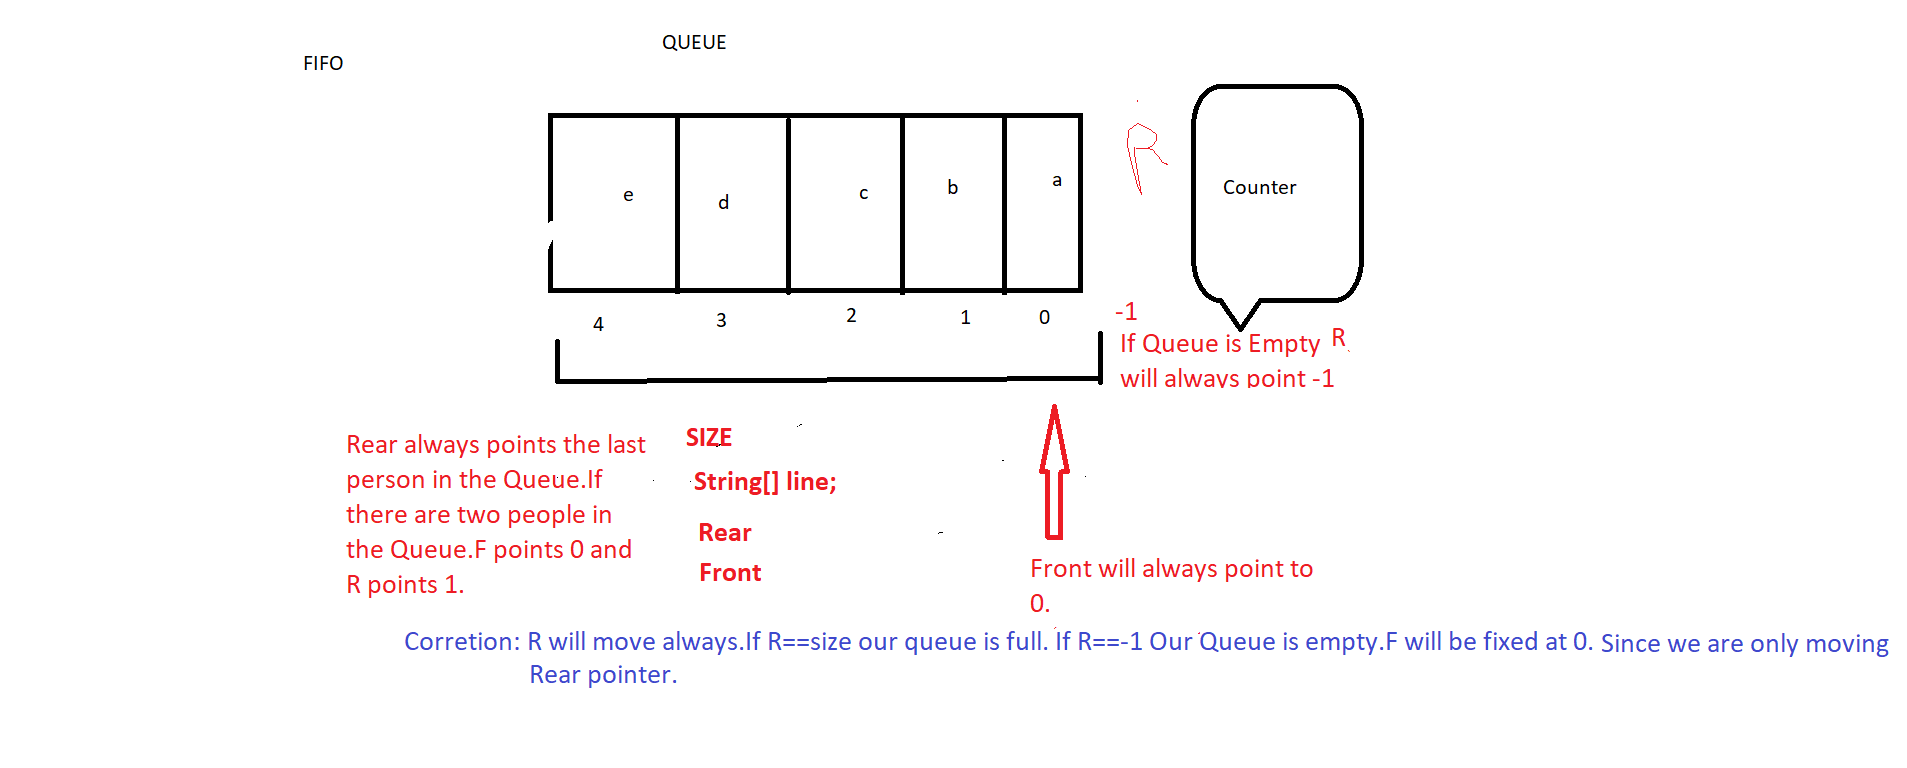 QUEUE
FIFO
R
e d c b a
Counter
4 3 2 1 0
-1
If Queue is Empty R
will always point -1
Rear always points the last
person in the Queue.If
there are two people in
the Queue.F points 0 and
R points 1.
SIZE
String[] line;
Rear
Front
Front will always point to
0.
Corretion: R will move always.If R==size our queue is full. If R==-1 Our Queue is empty.F will be fixed at 0. Since we are only moving
Rear pointer.